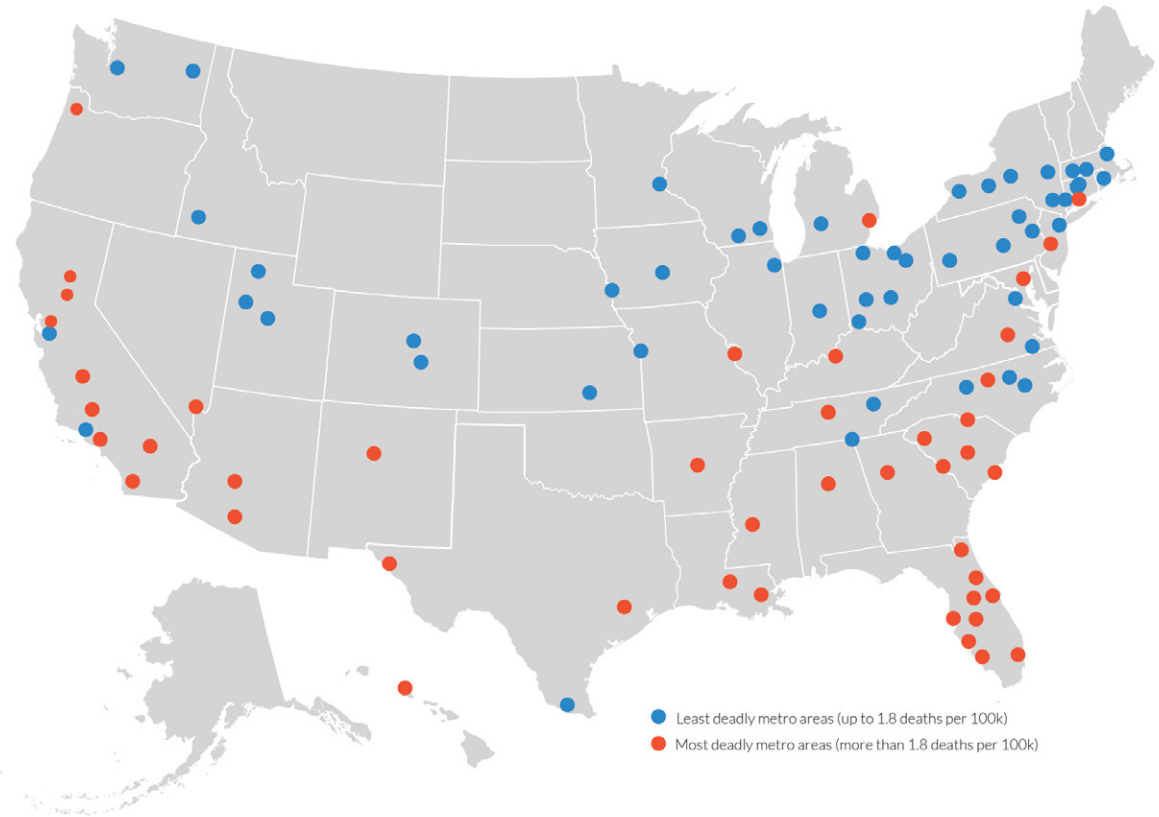 Least deadly metro areas (up to 1.8 deaths per 100k)
Most deadly metro areas (more than 1.8 deaths per 100k)